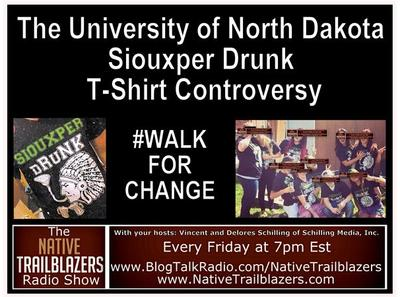 The University of North Dakota
Siouxper Drunk
T-Shirt Controversy
SIOUXPER
DRUNK
#WALK
FOR
CHANGE
The
NATIVE
TRAILBLAZERS
Radio Show
With your hosts: Vincent and Delores Schilling of Schilling Media, Inc.
Every Friday at 7pm Est
www.BlogTalkRadio.com/NativeTrailblazers
www.NativeTrailblazers.com